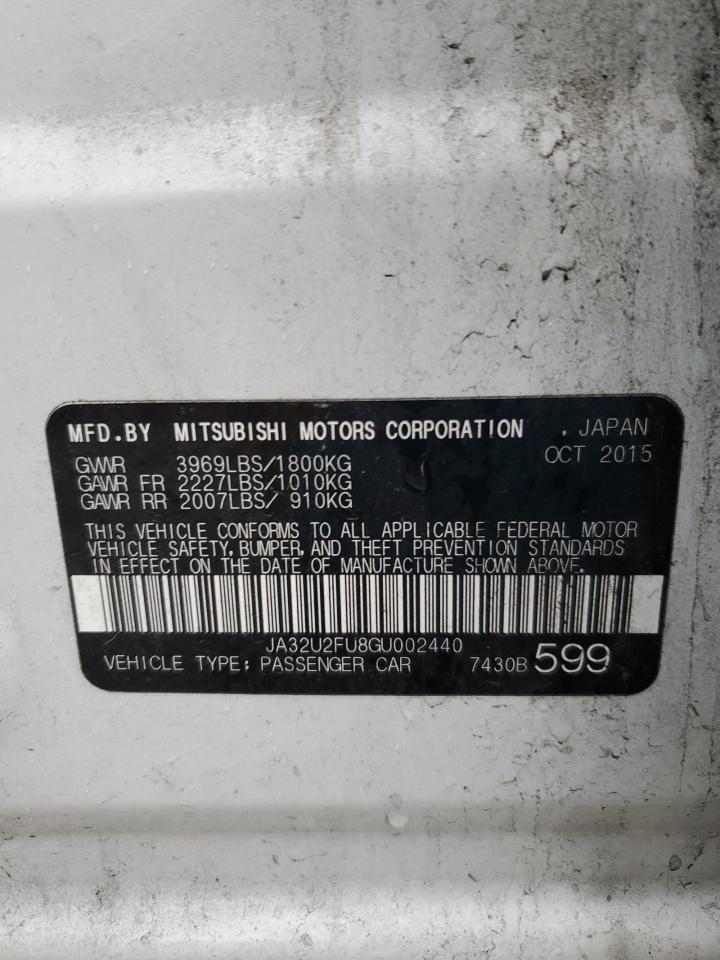 MFD.BY MITSUBISHI MOTORS CORPORATION , JAPAN
OCT 2015
GVWR 3969LBS/1800KG
GAWR FR 2227LBS/1010KG
GAWR RR 2007LBS/ 910KG
THIS VEHICLE CONFORMS TO ALL APPLICABLE FEDERAL MOTOR
VEHICLE SAFETY, BUMPER, AND THEFT PREVENTION STANDARDS
IN EFFECT ON THE DATE OF MANUFACTURE SHOWN ABOVE.
JA32U2FU8GU002440
VEHICLE TYPE: PASSENGER CAR 7430B 599